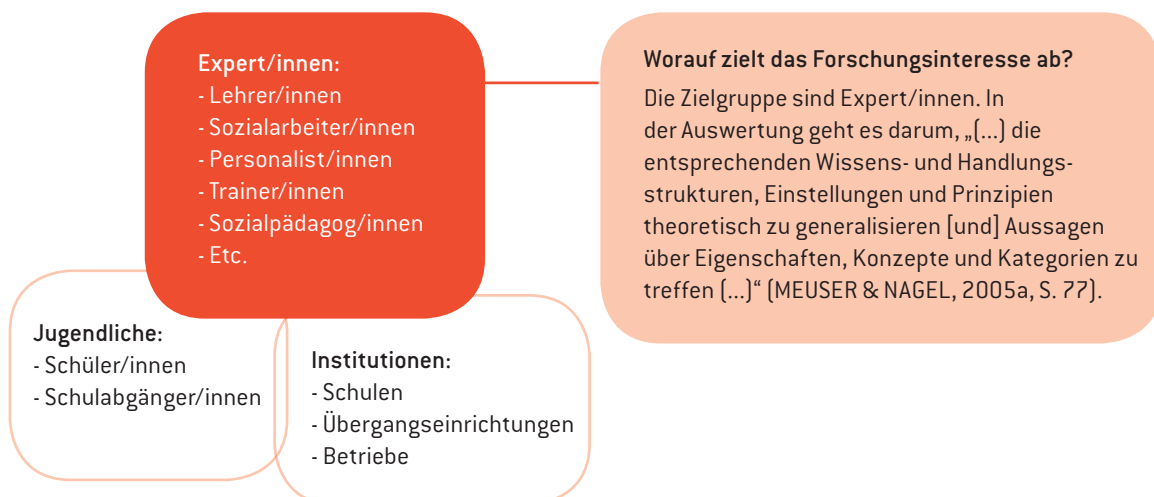 Expert/innen:
- Lehrer/innen
- Sozialarbeiter/innen
- Personalist/innen
- Trainer/innen
- Sozialpädagog/innen
- Etc.
Worauf zielt das Forschungsinteresse ab?
Die Zielgruppe sind Expert/innen. In
der Auswertung geht es darum, „(...) die
entsprechenden Wissens- und Handlungs-
strukturen, Einstellungen und Prinzipien
theoretisch zu generalisieren [und] Aussagen
über Eigenschaften, Konzepte und Kategorien zu
treffen (...)“ (MEUSER & NAGEL, 2005a, S. 77).
Jugendliche:
- Schüler/innen
- Schulabgänger/innen
Institutionen:
- Schulen
- Übergangseinrichtungen
- Betriebe